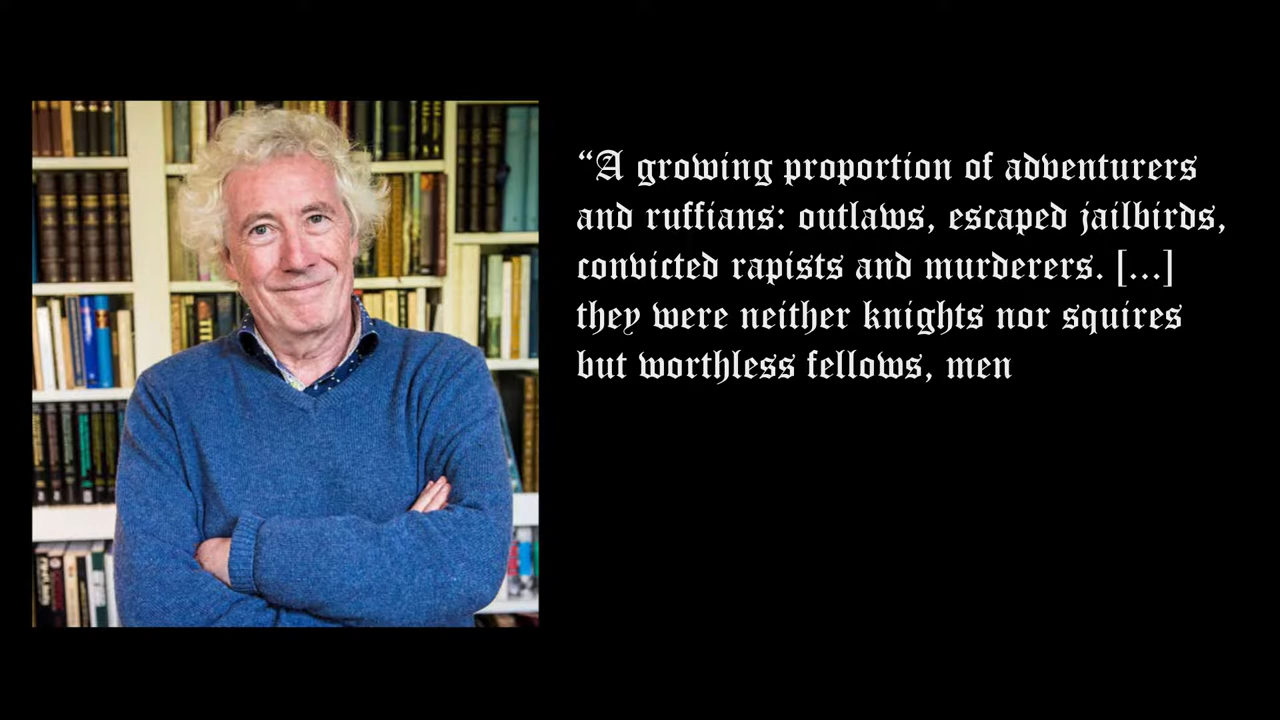 “A growing proportion of adventurers
and ruffians: outlaws, escaped jailbirds,
convicted rapists and murderers. [...]
they were neither knights nor squires
but worthless fellows, men